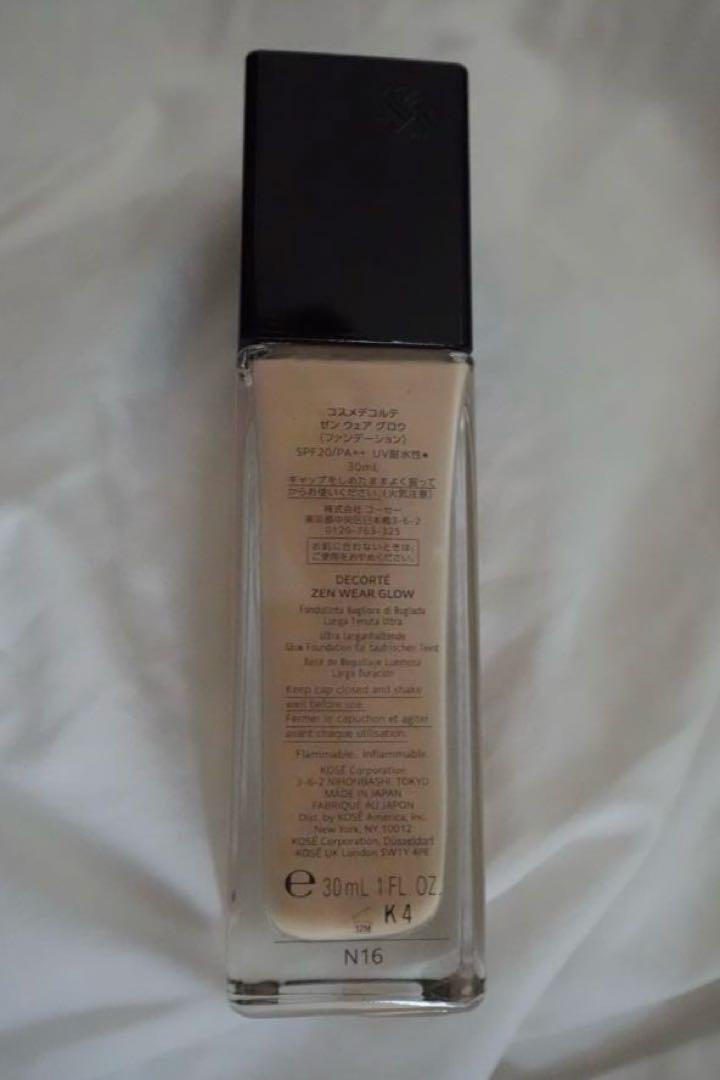 コスメデコルテ
ゼン ウェア グロウ
(ファンデーション)
SPF20/PA++ UV耐水性★
30mL
キャップをしめたままよく振って
からお使いください。(火気注意)
株式会社 コーセー
東京都中央区日本橋3-6-2
0120-763-325
お肌に合わないときは、
ご使用をおやめください。
DECORTÉ
ZEN WEAR GLOW
Fondotinta Bagliore di Rugiada
Lunga Tenuta Ultra
Ultra langanhaltende
Glow Foundation für taufrischen Teint
Base de Maquillaje Luminosa
Larga Duración
Keep cap closed and shake
well before use.
Fermer le capuchon et agiter
avant chaque utilisation.
Flammable. Inflammable.
KOSÉ Corporation
3-6-2 NIHONBASHI, TOKYO
MADE IN JAPAN
FABRIQUÉ AU JAPON
Dist. by KOSÉ America, Inc.
New York, NY 10012
KOSÉ Corporation, Düsseldorf
KOSÉ UK London SW1Y 4PE
e 30mL 1 FL. OZ.
12M K4
N16